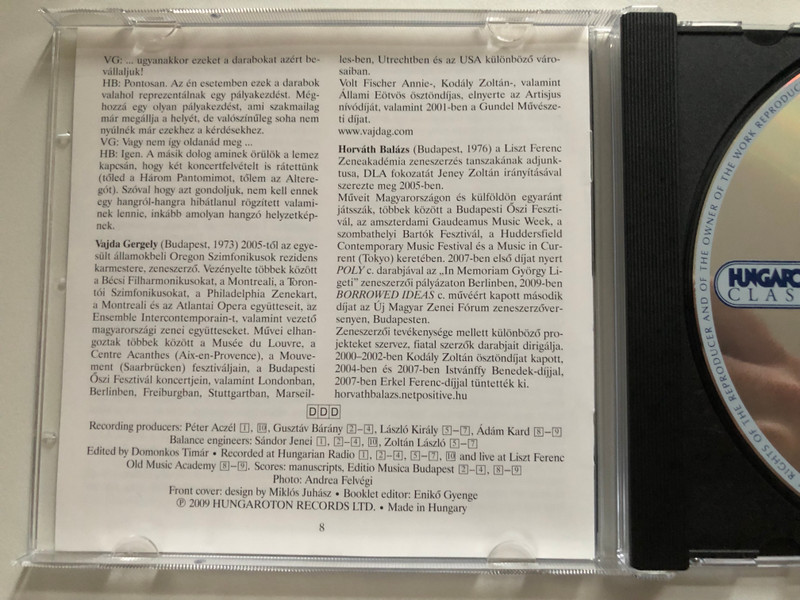 VG: ... ugyanakkor ezeket a darabokat azért be-
vállaljuk!
HB: Pontosan. Az én esetemben ezek a darabok
valahol reprezentálnak egy pályakezdést. Még-
hozzá egy olyan pályakezdést, ami szakmailag
már megtalálja a helyét, de valószínűleg soha nem
nyúlnék már ezekhez a kérdésekhez.
VG: Vagy nem így oldanád meg ...
HB: Igen. A másik dolog aminek örülök a lemez
kapcsán, hogy két koncertfelvételt is rátettünk
(tőled a Három Pantomimot, tőlem az Altere-
gót). Szóval hogy azt gondoljuk, nem kell ennek
egy hangról-hangra hibátlanul rögzített valami-
nek lennie, inkább amolyan hangzó helyzetkép-
nek.
Vajda Gergely (Budapest, 1973) 2005-től az egye-
sült államokbeli Oregon Szimfonikusok rezidens
karmestere, zeneszerző. Vezényelte többek között
a Bécsi Filharmonikusokat, a Montreali, a Toron-
tói Szimfonikusokat, a Philadelphia Zenekart,
a Montreali és az Atlantai Opera együtteseit, az
Ensemble Intercontemporain-t, valamint vezető
magyarországi zenei együtteseket. Művei elhan-
goztak többek között a Musée du Louvre, a
Centre Acanthes (Aix-en-Provence), a Mouve-
ment (Saarbrücken) fesztiváljain, a Budapesti
Őszi Fesztivál koncertjein, valamint Londonban,
Berlinben, Freiburgban, Stuttgartban, Marseil-
les-ben, Utrechtben és az USA különböző váro-
saiban.
Volt Fischer Annie-, Kodály Zoltán-, valamint
Állami Eötvös ösztöndíjas, elnyerte az Artisjus
nívódíját, valamint 2001-ben a Gundel Művésze-
ti díjat.
www.vajdag.com
Horváth Balázs (Budapest, 1976) a Liszt Ferenc
Zeneakadémia zeneszerzés tanszakának adjunk-
tusa, DLA fokozatát Jeney Zoltán irányításával
szerezte meg 2005-ben.
Műveit Magyarországon és külföldön egyaránt
játsszák, többek között a Budapesti Őszi Feszti-
vál, az amszterdami Gaudeamus Music Week, a
szombathelyi Bartók Fesztivál, a Huddersfield
Contemporary Music Festival és a Music in Cur-
rent (Tokyo) keretében. 2007-ben első díjat nyert
POLY c. darabjával az „In Memoriam György Li-
geti” zeneszerzői pályázaton Berlinben, 2009-ben
BORROWED IDEAS c. művéért kapott második
díjat az Új Magyar Zenei Fórum zeneszerzőver-
senyen, Budapesten.
Zeneszerzői tevékenysége mellett különböző pro-
jekteket szervez, fiatal szerzők darabjait dirigálja.
2000–2002-ben Kodály Zoltán ösztöndíjat kapott,
2004-ben és 2007-ben Istvánffy Benedek-díjjal,
2007-ben Erkel Ferenc-díjjal tüntették ki.
horvathbalazs.netpositive.hu
DDD
Recording producers: Péter Aczél 1, 10, Gusztáv Bárány 2–4, László Király 5–7, Ádám Kard 8–9
Balance engineers: Sándor Jenei 1, 2–4, 10, Zoltán László 5–7
Edited by Domonkos Timár • Recorded at Hungarian Radio 1, 2–4, 5–7, 10 and live at Liszt Ferenc
Old Music Academy 8–9. Scores: manuscripts, Editio Musica Budapest 2–4, 8–9
Photo: Andrea Felvégi
Front cover: design by Miklós Juhász • Booklet editor: Enikő Gyenge
℗ 2009 HUNGAROTON RECORDS LTD. • Made in Hungary
8
RIGHTS OF THE REPRODUCER AND OF THE OWNER OF THE WORK
CLAS